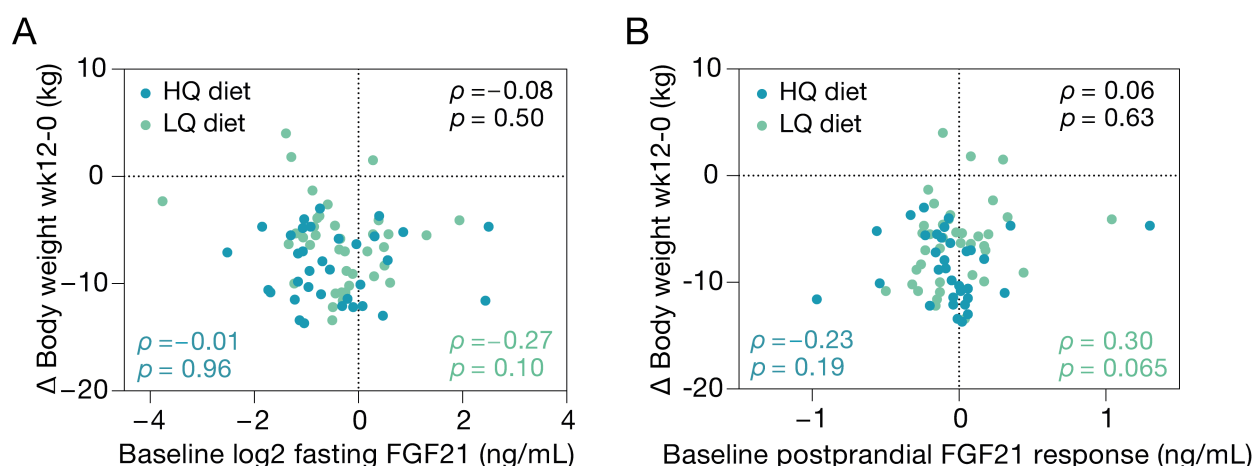 A
B
Δ Body weight wk12-0 (kg)
10
0
−10
−20
HQ diet
LQ diet
ρ =−0.08
p = 0.50
ρ =−0.01
p = 0.96
ρ =−0.27
p = 0.10
−4
−2
0
2
4
Baseline log2 fasting FGF21 (ng/mL)
Δ Body weight wk12-0 (kg)
10
0
-10
-20
HQ diet
LQ diet
ρ = 0.06
p = 0.63
ρ =−0.23
p = 0.19
ρ = 0.30
p = 0.065
−1
0
1
Baseline postprandial FGF21 response (ng/mL)